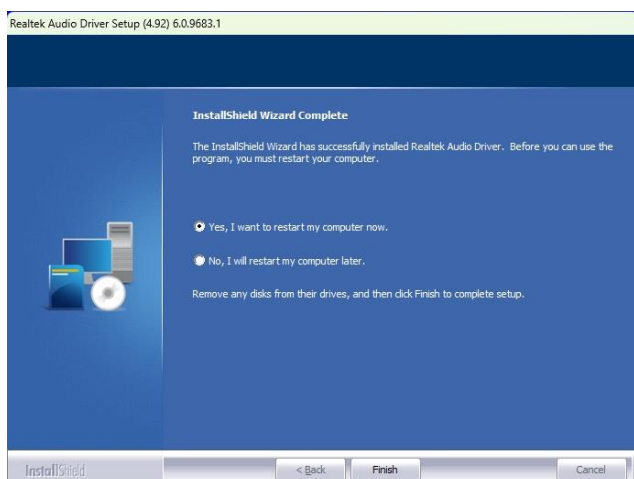 Realtek Audio Driver Setup (4.92) 6.0.9683.1
InstallShield Wizard Complete
The InstallShield Wizard has successfully installed Realtek Audio Driver.  Before you can use the
program, you must restart your computer.
Yes, I want to restart my computer now.
No, I will restart my computer later.
Remove any disks from their drives, and then click Finish to complete setup.
InstallShield
< Back
Finish
Cancel